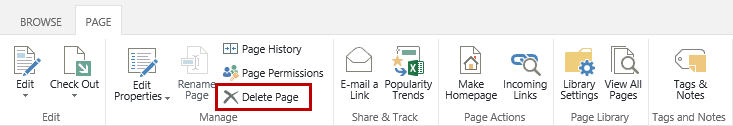 BROWSE PAGE
Edit
Check Out
Edit
Properties
Rename
Page
Page History
Page Permissions
Delete Page
E-mail a
Link
Popularity
Trends
Make
Homepage
Incoming
Links
Library
Settings
View All
Pages
Tags &
Notes
Edit Manage Share & Track Page Actions Page Library Tags and Notes